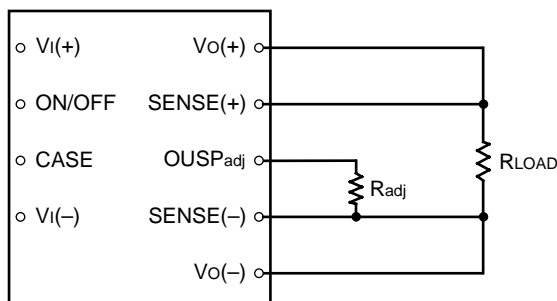 VI(+)
VO(+)
ON/OFF
SENSE(+)
CASE
OUSPadj
Radj
RLOAD
VI(–)
SENSE(–)
VO(–)